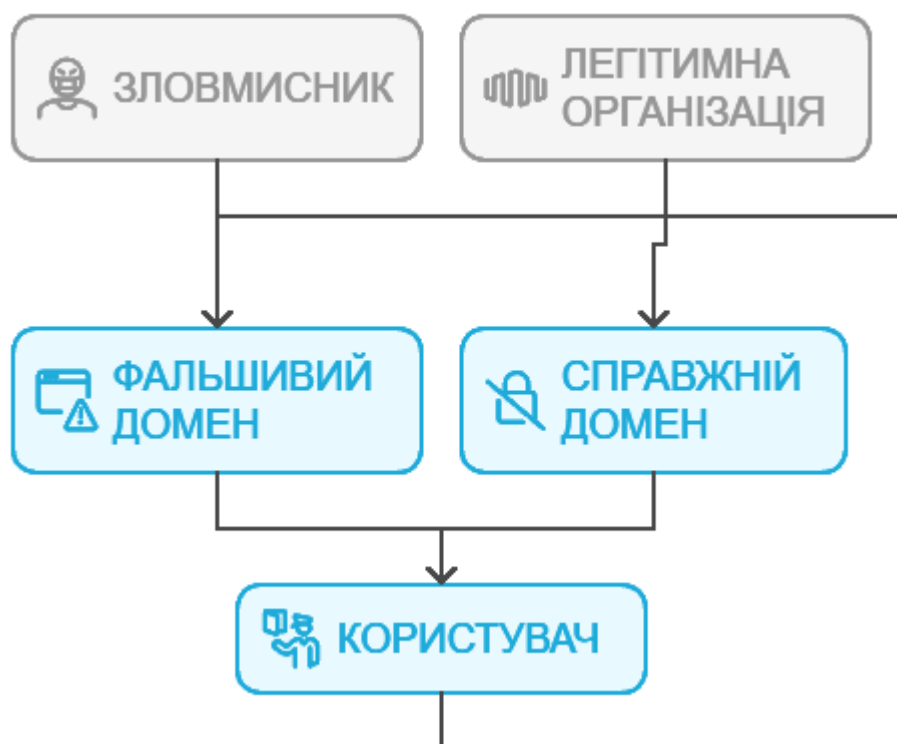 ЗЛОВМИСНИК
ЛЕГІТИМНА
ОРГАНІЗАЦІЯ
ФАЛЬШИВИЙ
ДОМЕН
СПРАВЖНІЙ
ДОМЕН
КОРИСТУВАЧ